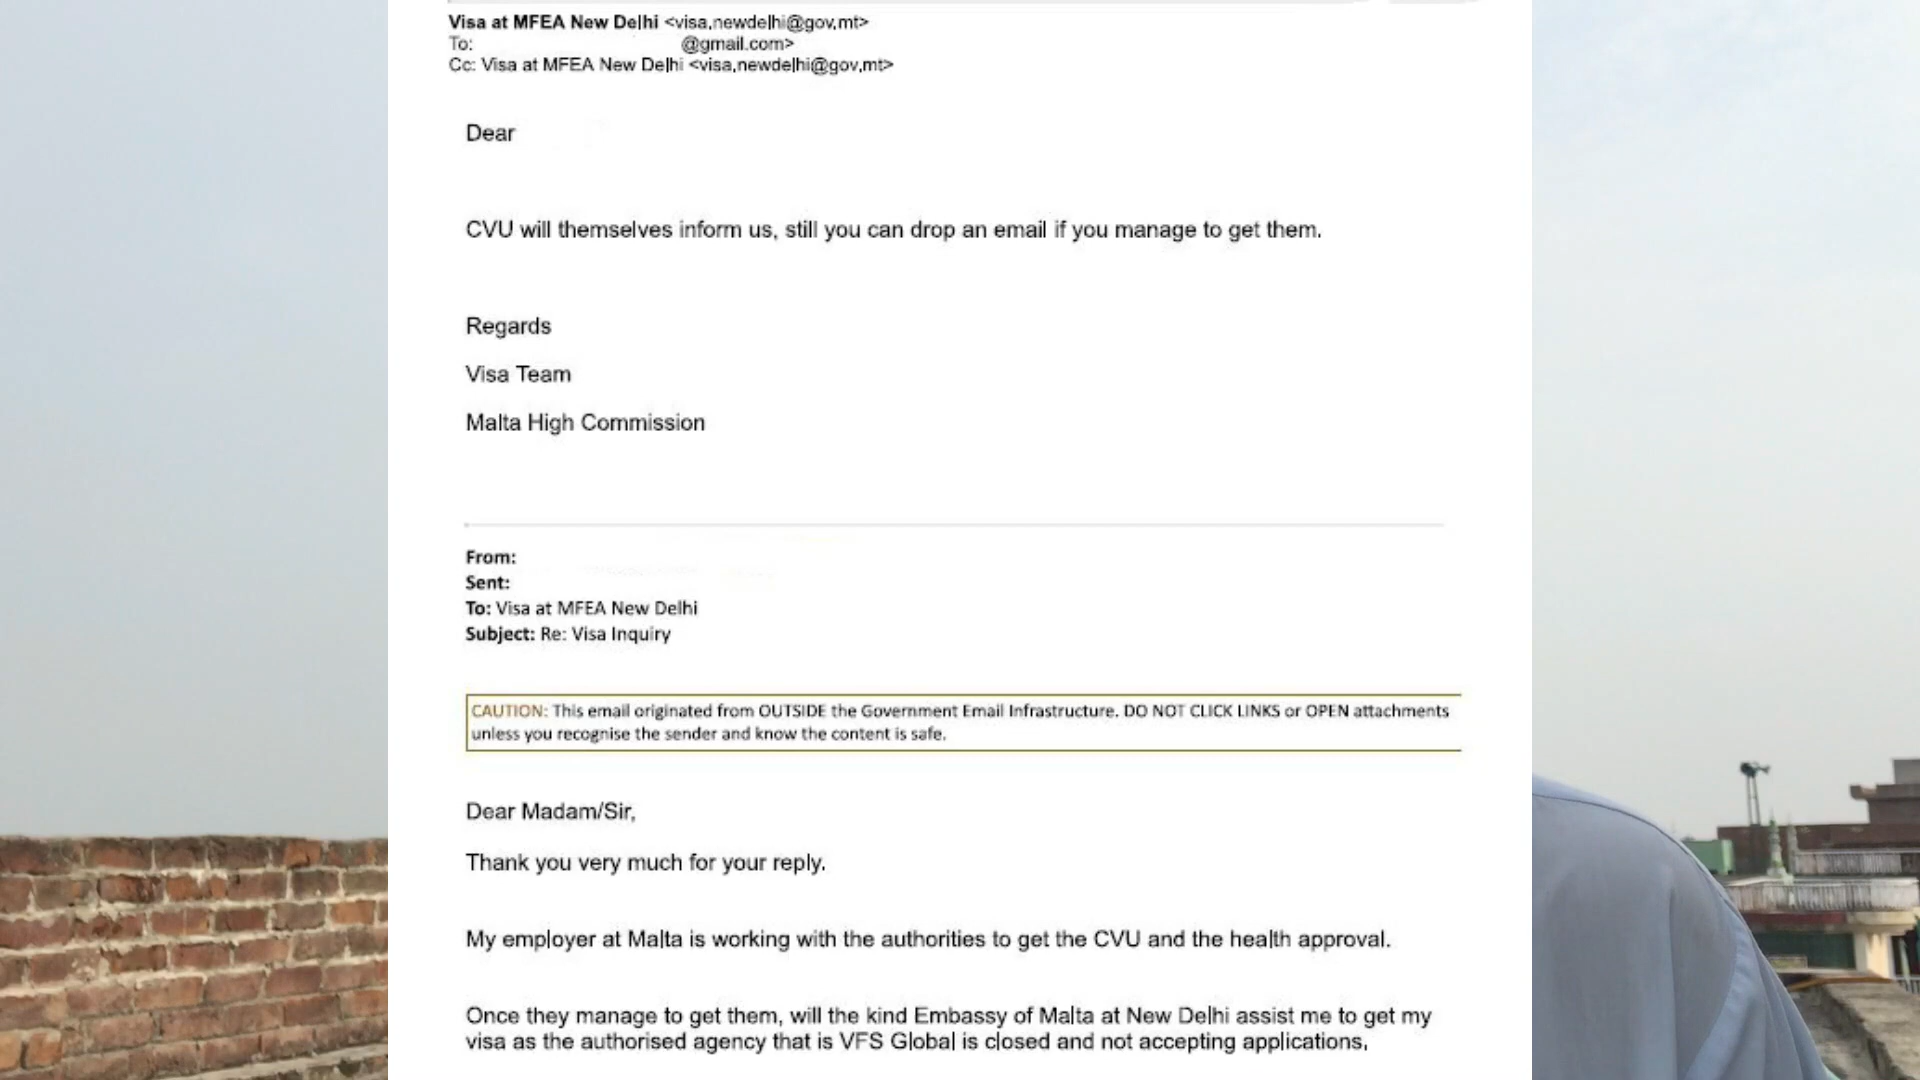 Visa at MFEA New Delhi <visa.newdelhi@gov.mt>
To: @gmail.com>
Cc: Visa at MFEA New Delhi <visa.newdelhi@gov.mt>
Dear
CVU will themselves inform us, still you can drop an email if you manage to get them.
Regards
Visa Team
Malta High Commission
From:
Sent:
To: Visa at MFEA New Delhi
Subject: Re: Visa Inquiry
CAUTION: This email originated from OUTSIDE the Government Email Infrastructure. DO NOT CLICK LINKS or OPEN attachments
unless you recognise the sender and know the content is safe.
Dear Madam/Sir,
Thank you very much for your reply.
My employer at Malta is working with the authorities to get the CVU and the health approval.
Once they manage to get them, will the kind Embassy of Malta at New Delhi assist me to get my
visa as the authorised agency that is VFS Global is closed and not accepting applications.